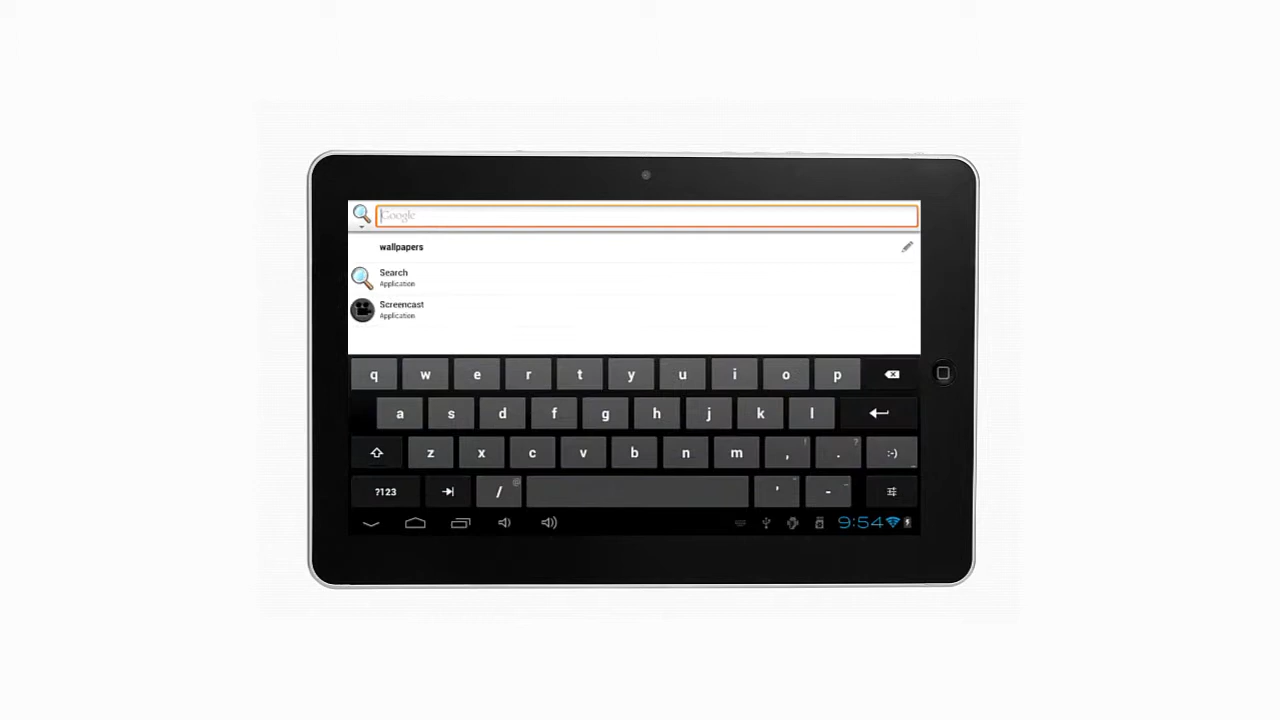 Google
wallpapers
Search
Application
Screencast
Application
q w e r t y u i o p
a s d f g h j k l
z x c v b n m , ! . ? :-)
?123 / @ ' " - _
9:54